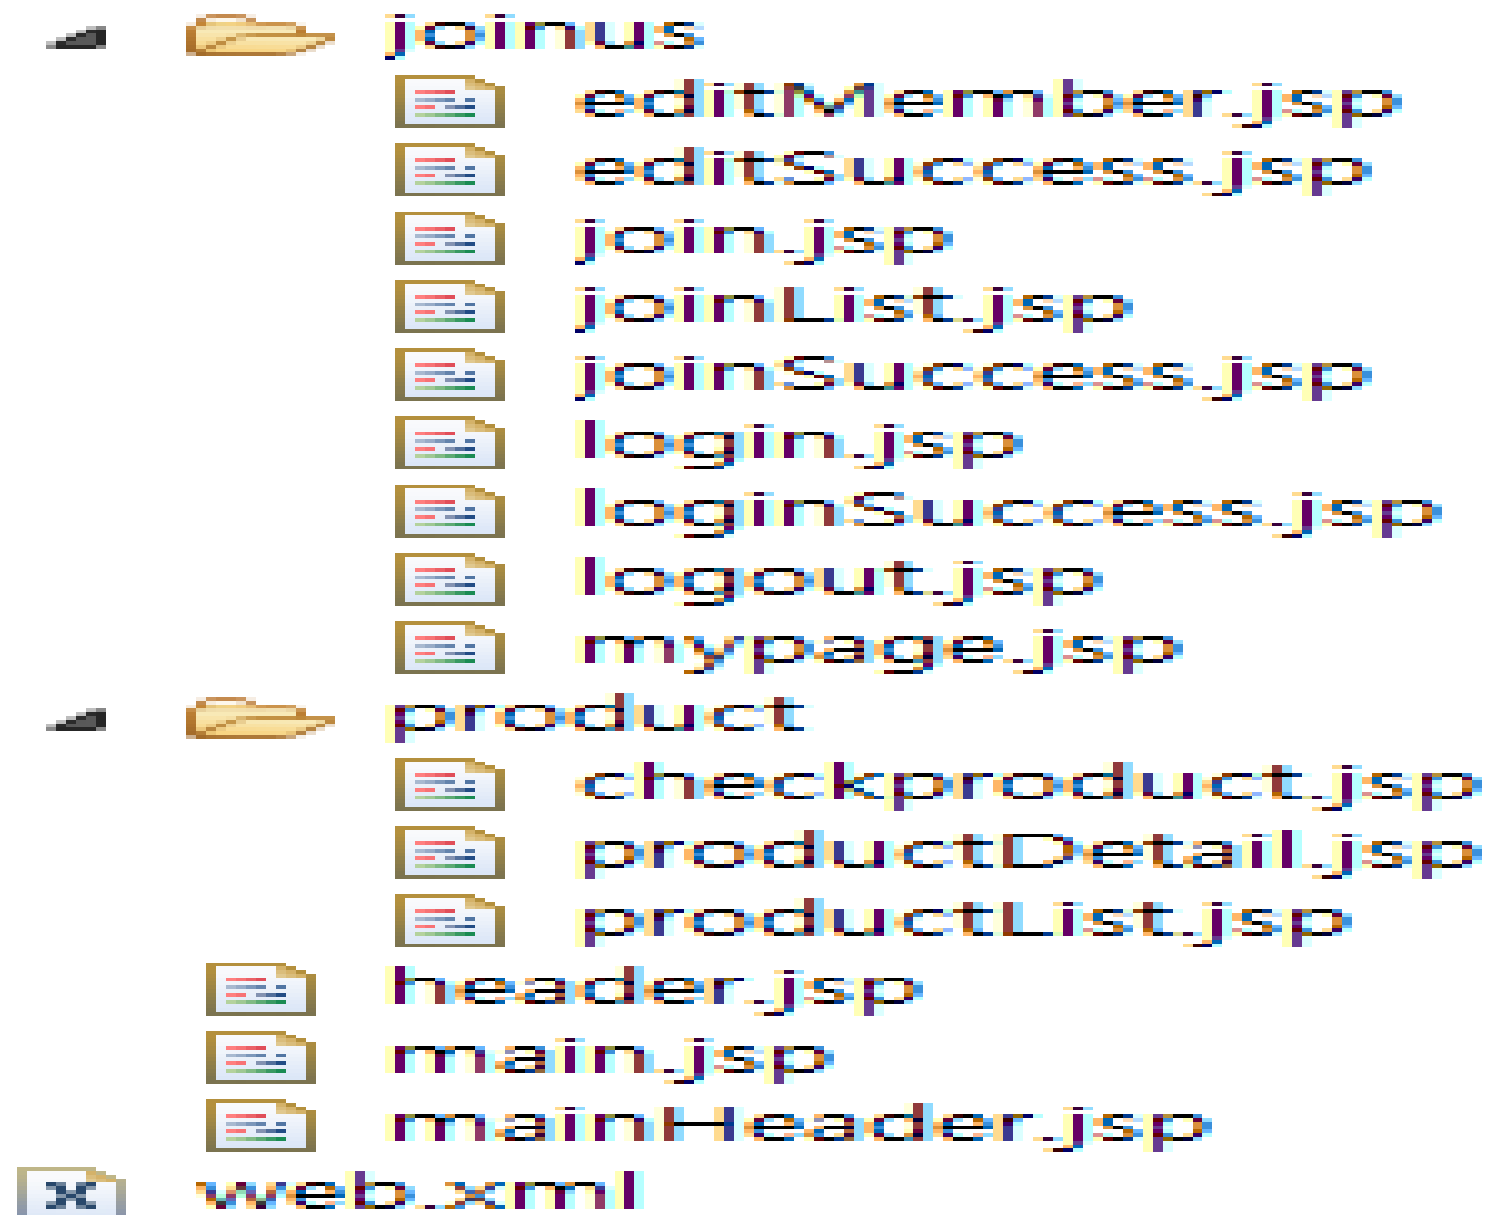 joinus
editMember.jsp
editSuccess.jsp
join.jsp
joinList.jsp
joinSuccess.jsp
login.jsp
loginSuccess.jsp
logout.jsp
mypage.jsp
product
checkproduct.jsp
productDetail.jsp
productList.jsp
header.jsp
main.jsp
mainHeader.jsp
web.xml